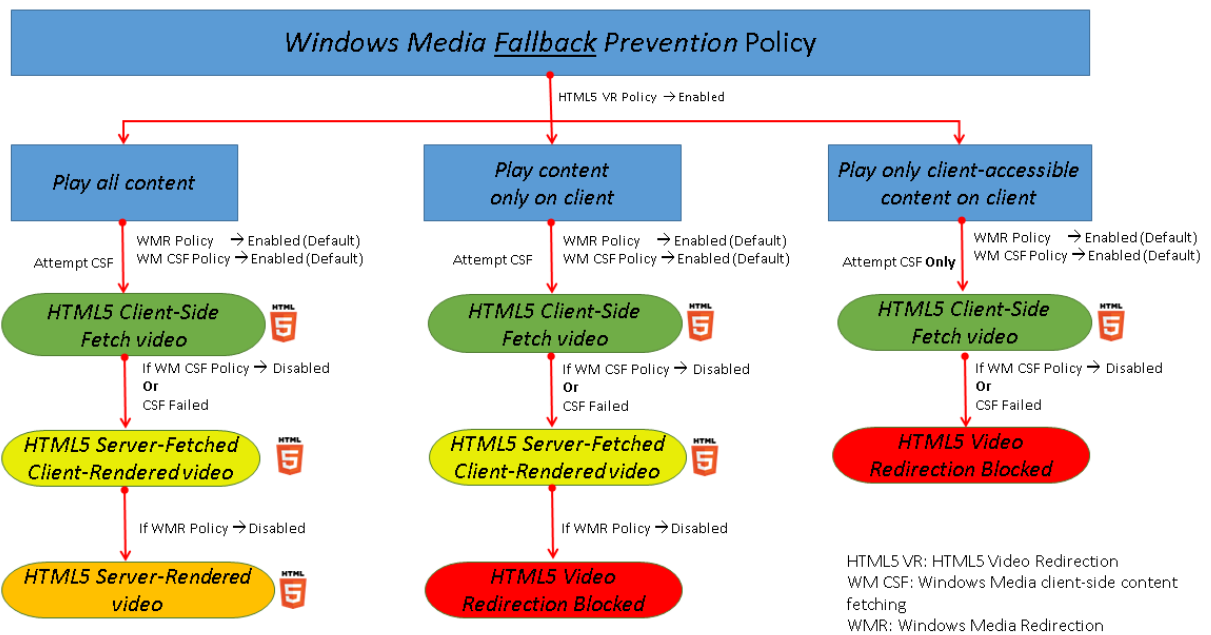 Windows Media Fallback Prevention Policy
HTML5 VR Policy → Enabled
Play all content
WMR Policy → Enabled (Default)
WM CSF Policy → Enabled (Default)
Attempt CSF
HTML5 Client-Side
Fetch video
HTML
5
If WM CSF Policy → Disabled
Or
CSF Failed
HTML5 Server-Fetched
Client-Rendered video
HTML
5
If WMR Policy → Disabled
HTML5 Server-Rendered
video
HTML
5
Play content
only on client
WMR Policy → Enabled (Default)
WM CSF Policy → Enabled (Default)
Attempt CSF
HTML5 Client-Side
Fetch video
HTML
5
If WM CSF Policy → Disabled
Or
CSF Failed
HTML5 Server-Fetched
Client-Rendered video
HTML
5
If WMR Policy → Disabled
HTML5 Video
Redirection Blocked
Play only client-accessible
content on client
WMR Policy → Enabled (Default)
WM CSF Policy → Enabled (Default)
Attempt CSF Only
HTML5 Client-Side
Fetch video
HTML
5
If WM CSF Policy → Disabled
Or
CSF Failed
HTML5 Video
Redirection Blocked
HTML5 VR: HTML5 Video Redirection
WM CSF: Windows Media client-side content
fetching
WMR: Windows Media Redirection